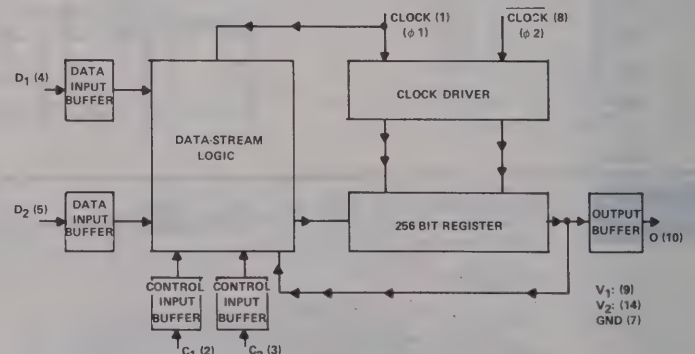 CLOCK (1)
(ϕ 1)
CLOCK (8)
(ϕ 2)
D1 (4)
DATA
INPUT
BUFFER
DATA-STREAM
LOGIC
CLOCK DRIVER
D2 (5)
DATA
INPUT
BUFFER
256 BIT REGISTER
OUTPUT
BUFFER
O (10)
CONTROL
INPUT
BUFFER
CONTROL
INPUT
BUFFER
V1: (9)
V2: (14)
GND (7)
C1 (2)
C2 (3)